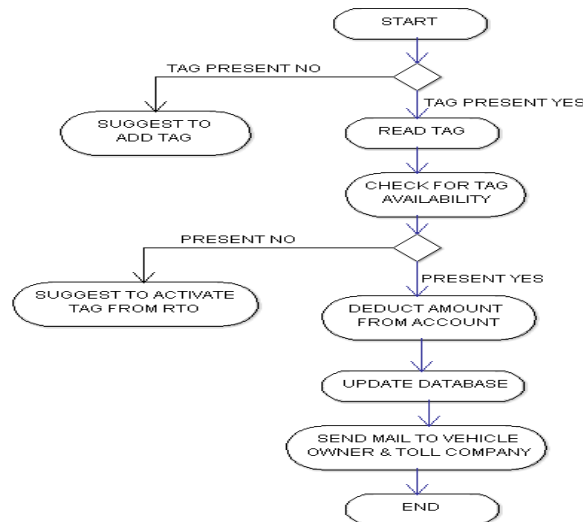 START
TAG PRESENT NO
TAG PRESENT YES
SUGGEST TO
ADD TAG
READ TAG
CHECK FOR TAG
AVAILABILITY
PRESENT NO
PRESENT YES
SUGGEST TO ACTIVATE
TAG FROM RTO
DEDUCT AMOUNT
FROM ACCOUNT
UPDATE DATABASE
SEND MAIL TO VEHICLE
OWNER & TOLL COMPANY
END